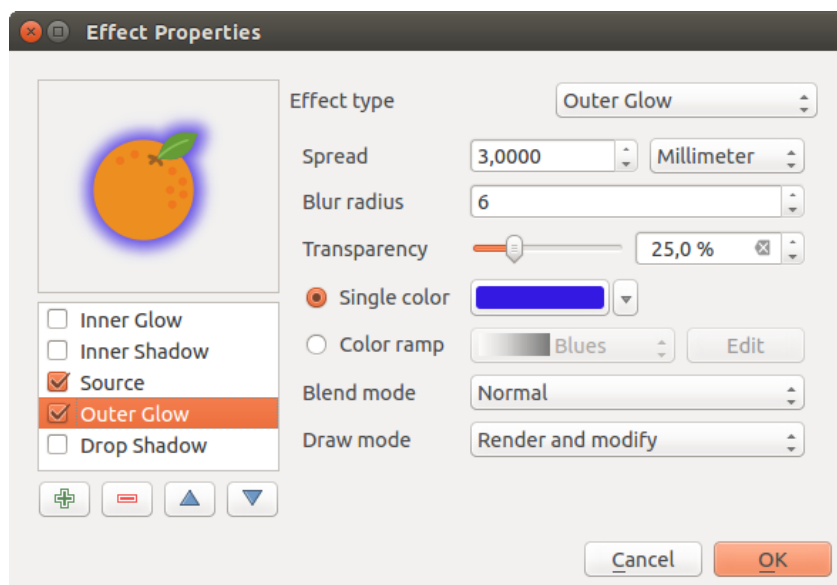 Effect Properties
Effect type Outer Glow
Spread 3,0000 Millimeter
Blur radius 6
Transparency 25,0 %
Single color
Color ramp Blues Edit
Blend mode Normal
Draw mode Render and modify
Inner Glow
Inner Shadow
Source
Outer Glow
Drop Shadow
Cancel OK